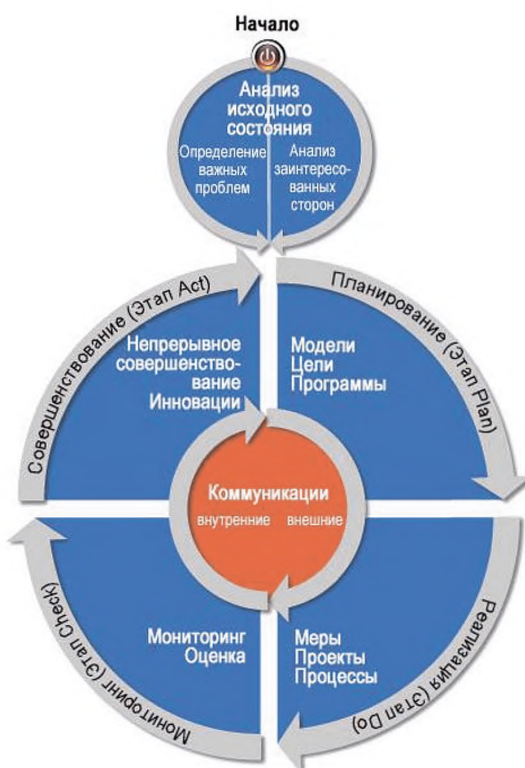 Начало
Анализ
исходного
состояния
Определение
важных
проблем
Анализ
заинтересо-
ванных
сторон
Совершенствование (Этап Act)
Планирование (Этап Plan)
Непрерывное
совершенство-
вание
Инновации
Модели
Цели
Программы
Коммуникации
внутренние внешние
Мониторинг
Оценка
Меры
Проекты
Процессы
Мониторинг (Этап Check)
Реализация (Этап Do)